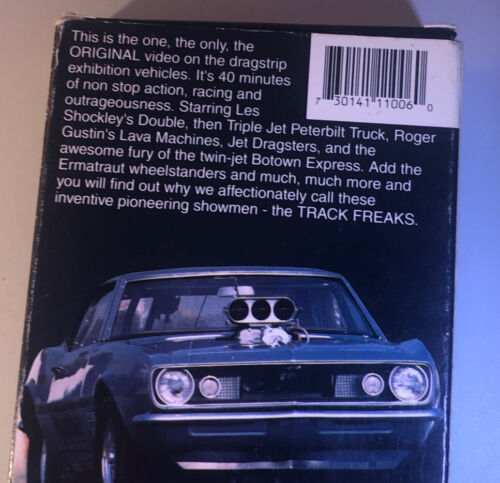 This is the one, the only, the
ORIGINAL video on the dragstrip
exhibition vehicles. It's 40 minutes
of non stop action, racing and
outrageousness. Starring Les
Shockley's Double, then Triple Jet Peterbilt Truck, Roger
Gustin's Lava Machines, Jet Dragsters, and the
awesome fury of the twin-jet Botown Express. Add the
Ermatraut wheelstanders and much, much more and
you will find out why we affectionately call these
inventive pioneering showmen - the TRACK FREAKS.
7 30141 11006 0